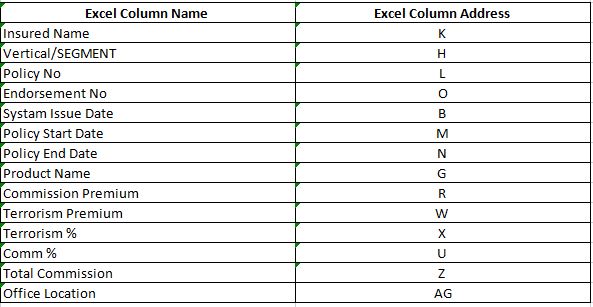 Excel Column Name Excel Column Address
Insured Name K
Vertical/SEGMENT H
Policy No L
Endorsement No O
Systam Issue Date B
Policy Start Date M
Policy End Date N
Product Name G
Commission Premium R
Terrorism Premium W
Terrorism % X
Comm % U
Total Commission Z
Office Location AG